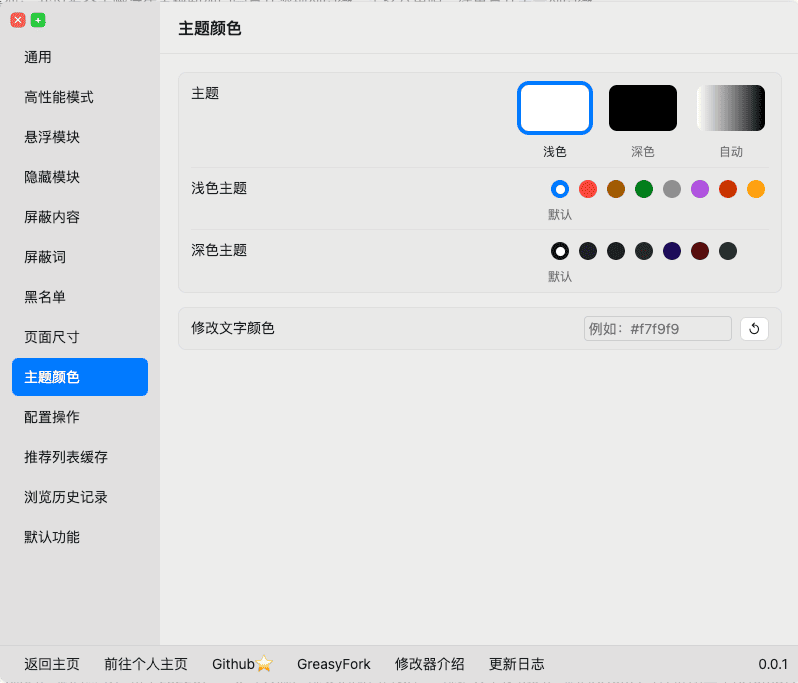 通用
高性能模式
悬浮模块
隐藏模块
屏蔽内容
屏蔽词
黑名单
页面尺寸
主题颜色
配置操作
推荐列表缓存
浏览历史记录
默认功能
主题颜色
主题
浅色 深色 自动
浅色主题
默认
深色主题
默认
修改文字颜色 例如：#f7f9f9
返回主页 前往个人主页 Github⭐ GreasyFork 修改器介绍 更新日志 0.0.1